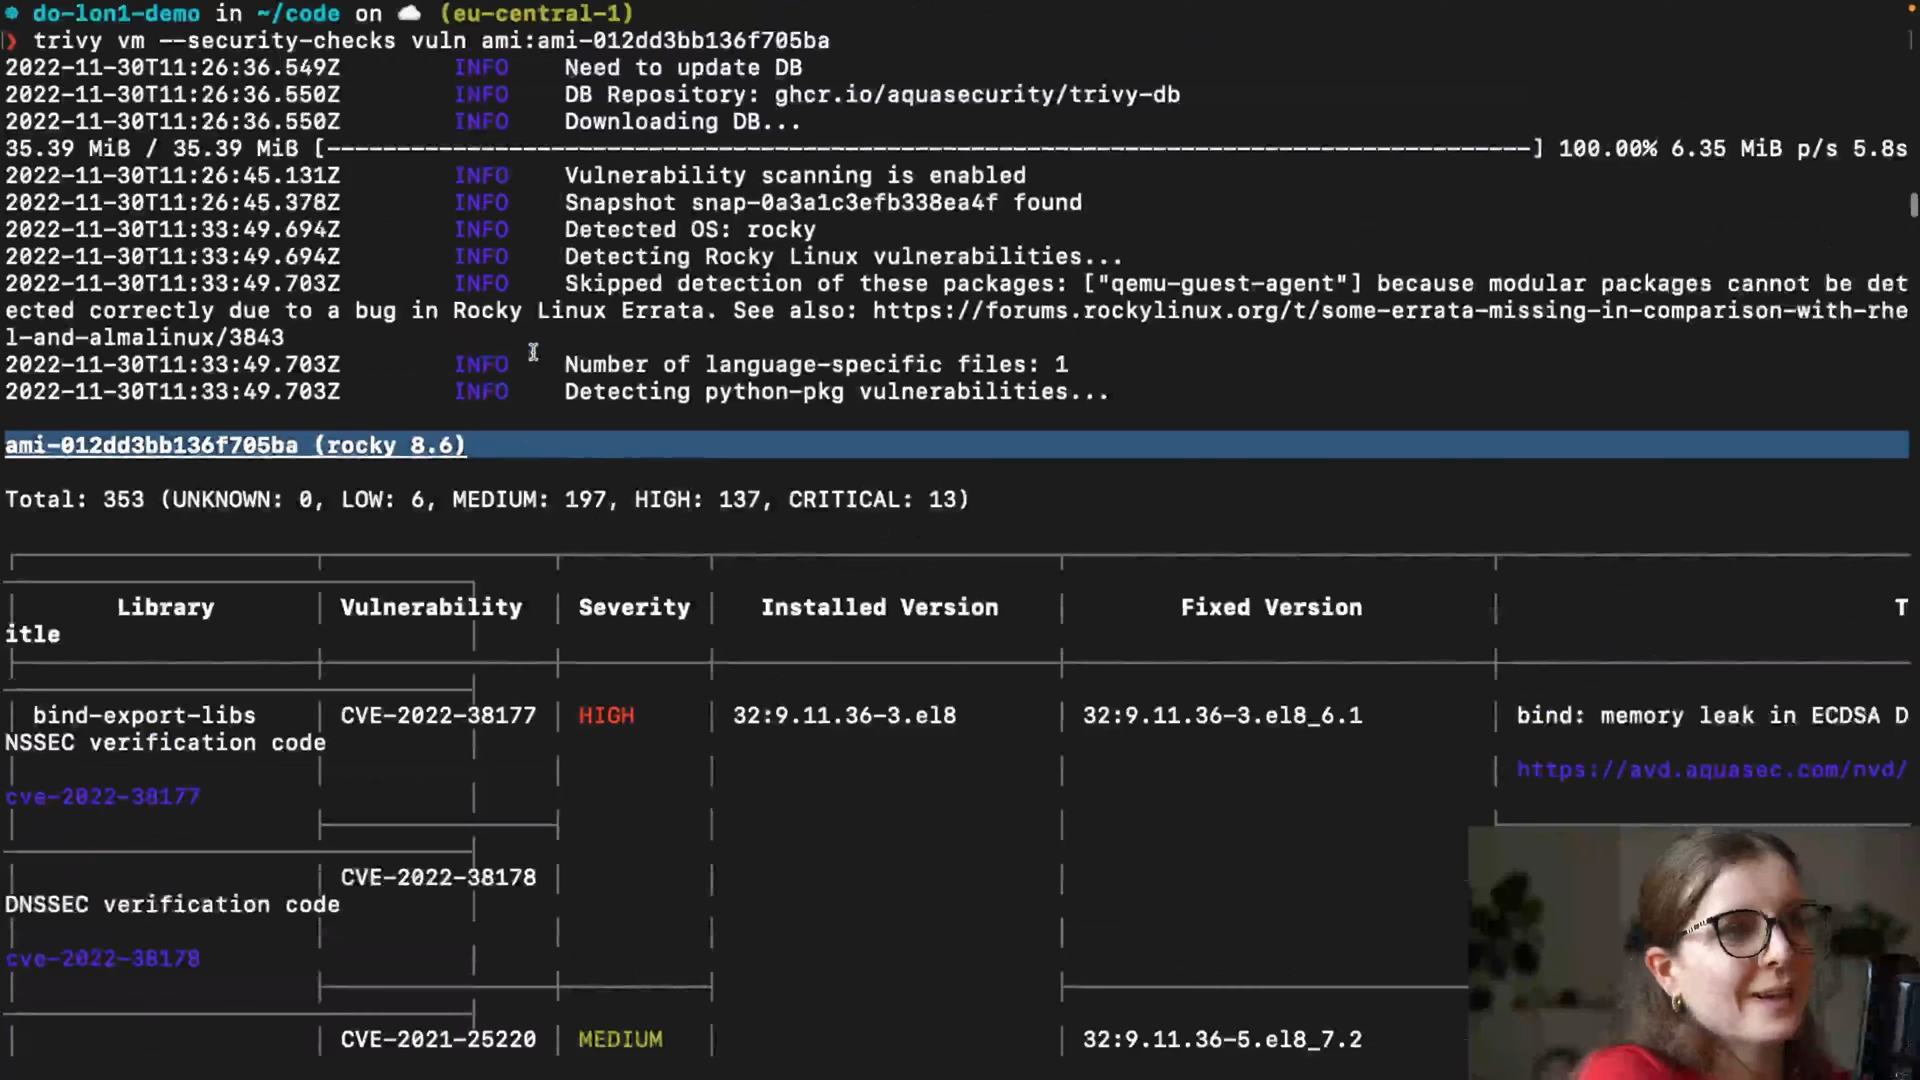 do-lon1-demo in ~/code on ☁️ (eu-central-1)
❯ trivy vm --security-checks vuln ami:ami-012dd3bb136f705ba
2022-11-30T11:26:36.549Z INFO Need to update DB
2022-11-30T11:26:36.550Z INFO DB Repository: ghcr.io/aquasecurity/trivy-db
2022-11-30T11:26:36.550Z INFO Downloading DB...
35.39 MiB / 35.39 MiB [--------------------------------------------------------------------------------------] 100.00% 6.35 MiB p/s 5.8s
2022-11-30T11:26:45.131Z INFO Vulnerability scanning is enabled
2022-11-30T11:26:45.378Z INFO Snapshot snap-0a3a1c3efb338ea4f found
2022-11-30T11:33:49.694Z INFO Detected OS: rocky
2022-11-30T11:33:49.694Z INFO Detecting Rocky Linux vulnerabilities...
2022-11-30T11:33:49.703Z INFO Skipped detection of these packages: ["qemu-guest-agent"] because modular packages cannot be det
ected correctly due to a bug in Rocky Linux Errata. See also: https://forums.rockylinux.org/t/some-errata-missing-in-comparison-with-rhe
l-and-almalinux/3843
2022-11-30T11:33:49.703Z INFO Number of language-specific files: 1
2022-11-30T11:33:49.703Z INFO Detecting python-pkg vulnerabilities...
ami-012dd3bb136f705ba (rocky 8.6)
Total: 353 (UNKNOWN: 0, LOW: 6, MEDIUM: 197, HIGH: 137, CRITICAL: 13)
Library Vulnerability Severity Installed Version Fixed Version T
itle
bind-export-libs CVE-2022-38177 HIGH 32:9.11.36-3.el8 32:9.11.36-3.el8_6.1 bind: memory leak in ECDSA D
NSSEC verification code
https://avd.aquasec.com/nvd/
cve-2022-38177
CVE-2022-38178
DNSSEC verification code
cve-2022-38178
CVE-2021-25220 MEDIUM 32:9.11.36-5.el8_7.2